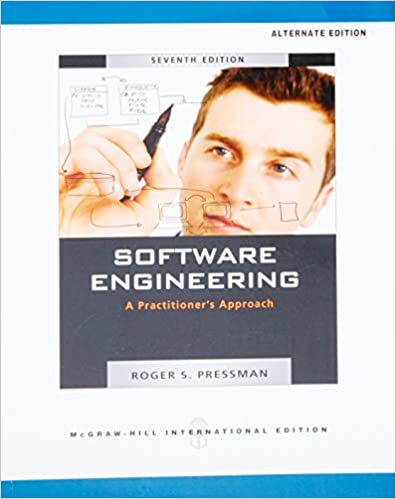 ALTERNATE EDITION
SEVENTH EDITION
SOFTWARE
ENGINEERING
A Practitioner's Approach
ROGER S. PRESSMAN
McGRAW-HILL INTERNATIONAL EDITION